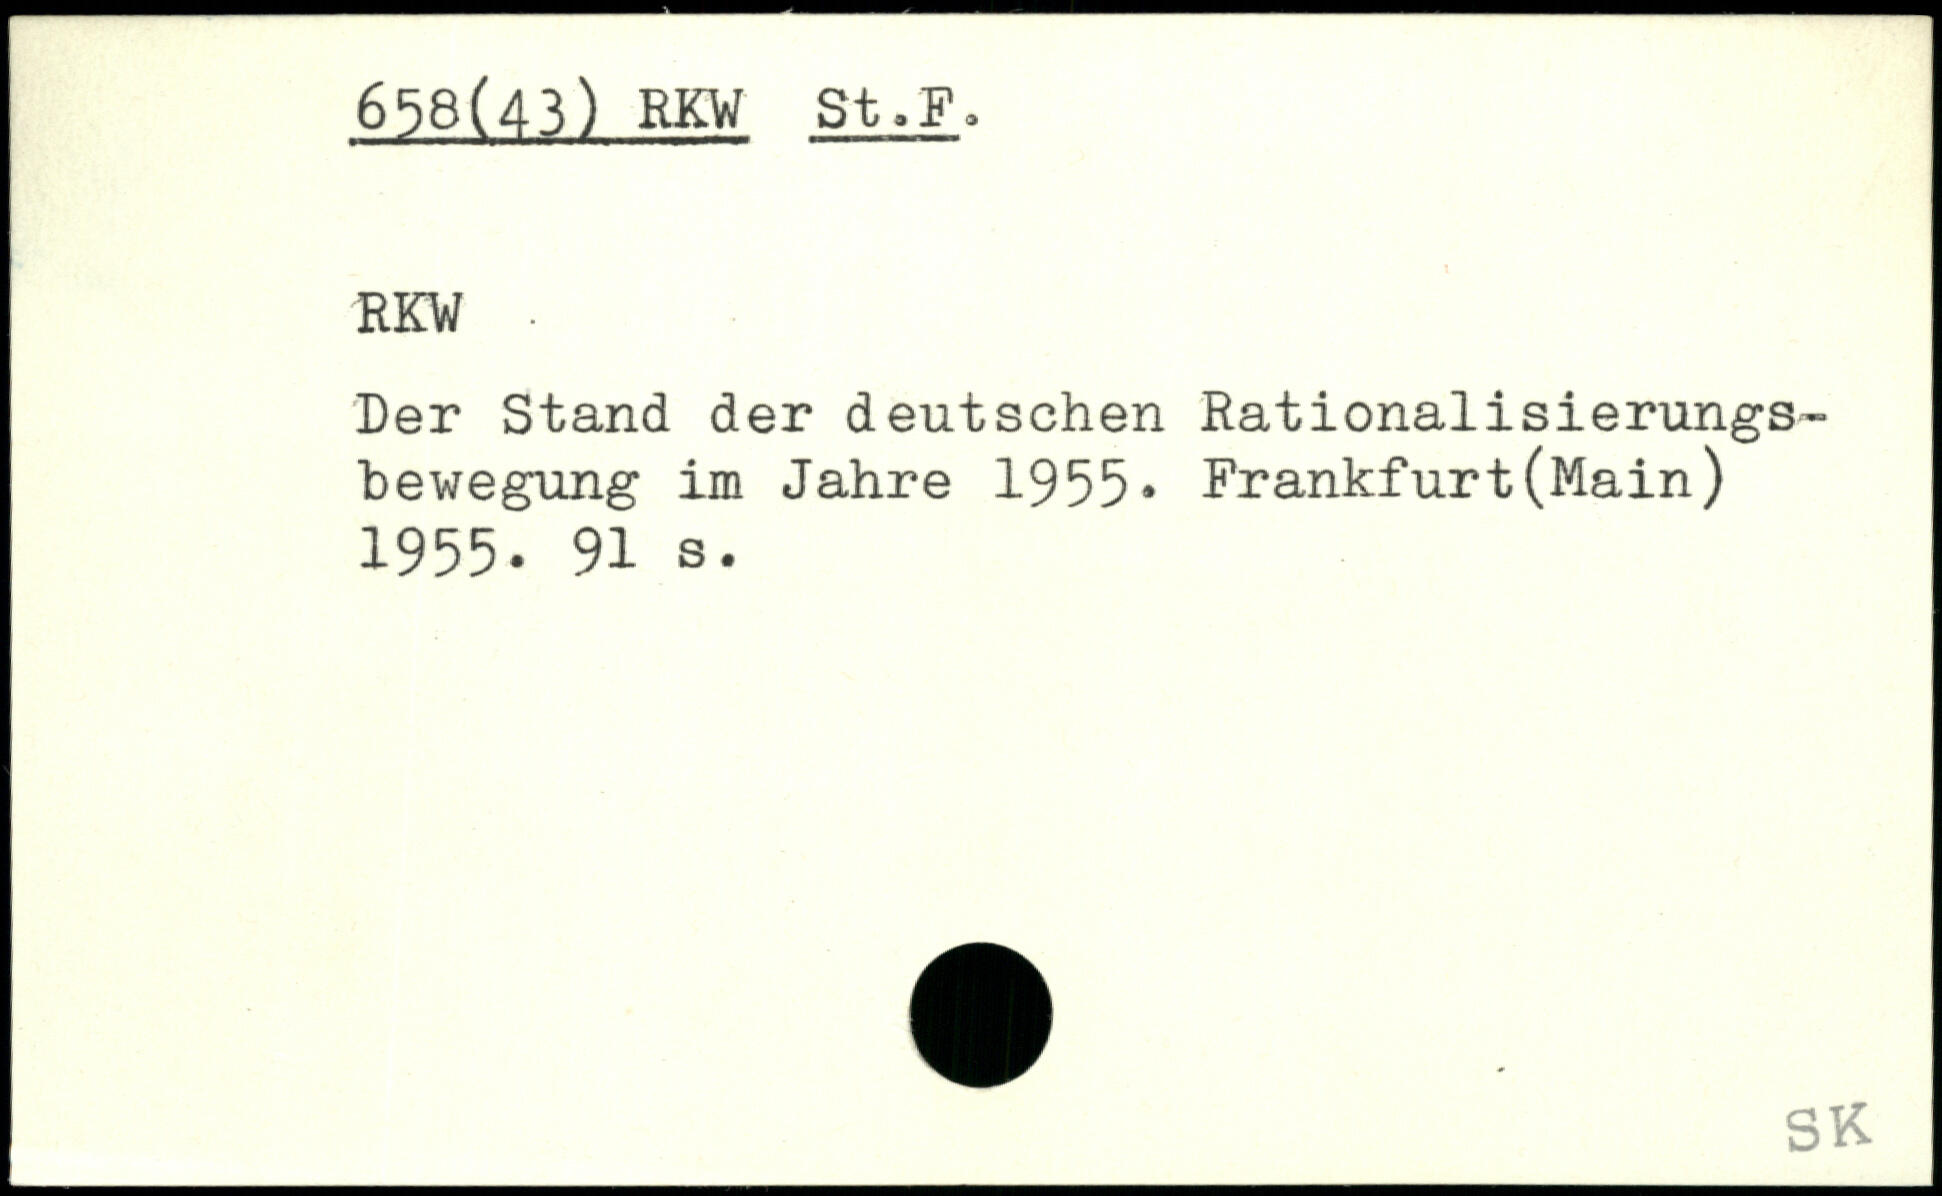 658(43) RKW St.F.
RKW
Der Stand der deutschen Rationalisierungs-
bewegung im Jahre 1955. Frankfurt(Main)
1955. 91 s.
SK